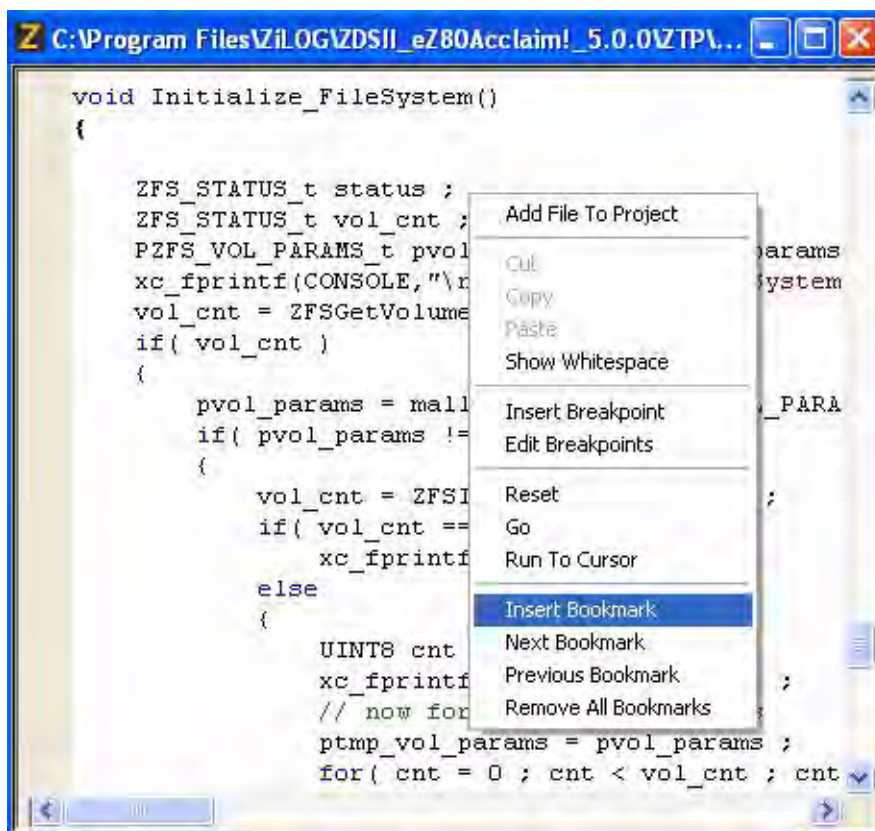 C:\Program Files\ZiLOG\ZDSII_eZ80Acclaim!_5.0.0\ZTP\...
void Initialize_FileSystem()
{
ZFS_STATUS_t status ;
ZFS_STATUS_t vol_cnt ;
PZFS_VOL_PARAMS_t pvol arams
xc_fprintf(CONSOLE,"\n ystem
vol_cnt = ZFSGetVolume
if( vol_cnt )
{
pvol_params = mall _PARA
if( pvol_params !=
{
vol_cnt = ZFSI ;
if( vol_cnt ==
xc_fprintf
else
{
UINT8 cnt
xc_fprintf ;
// now for s
ptmp_vol_params = pvol_params ;
for( cnt = 0 ; cnt < vol_cnt ; cnt
Add File To Project
Cut
Copy
Paste
Show Whitespace
Insert Breakpoint
Edit Breakpoints
Reset
Go
Run To Cursor
Insert Bookmark
Next Bookmark
Previous Bookmark
Remove All Bookmarks